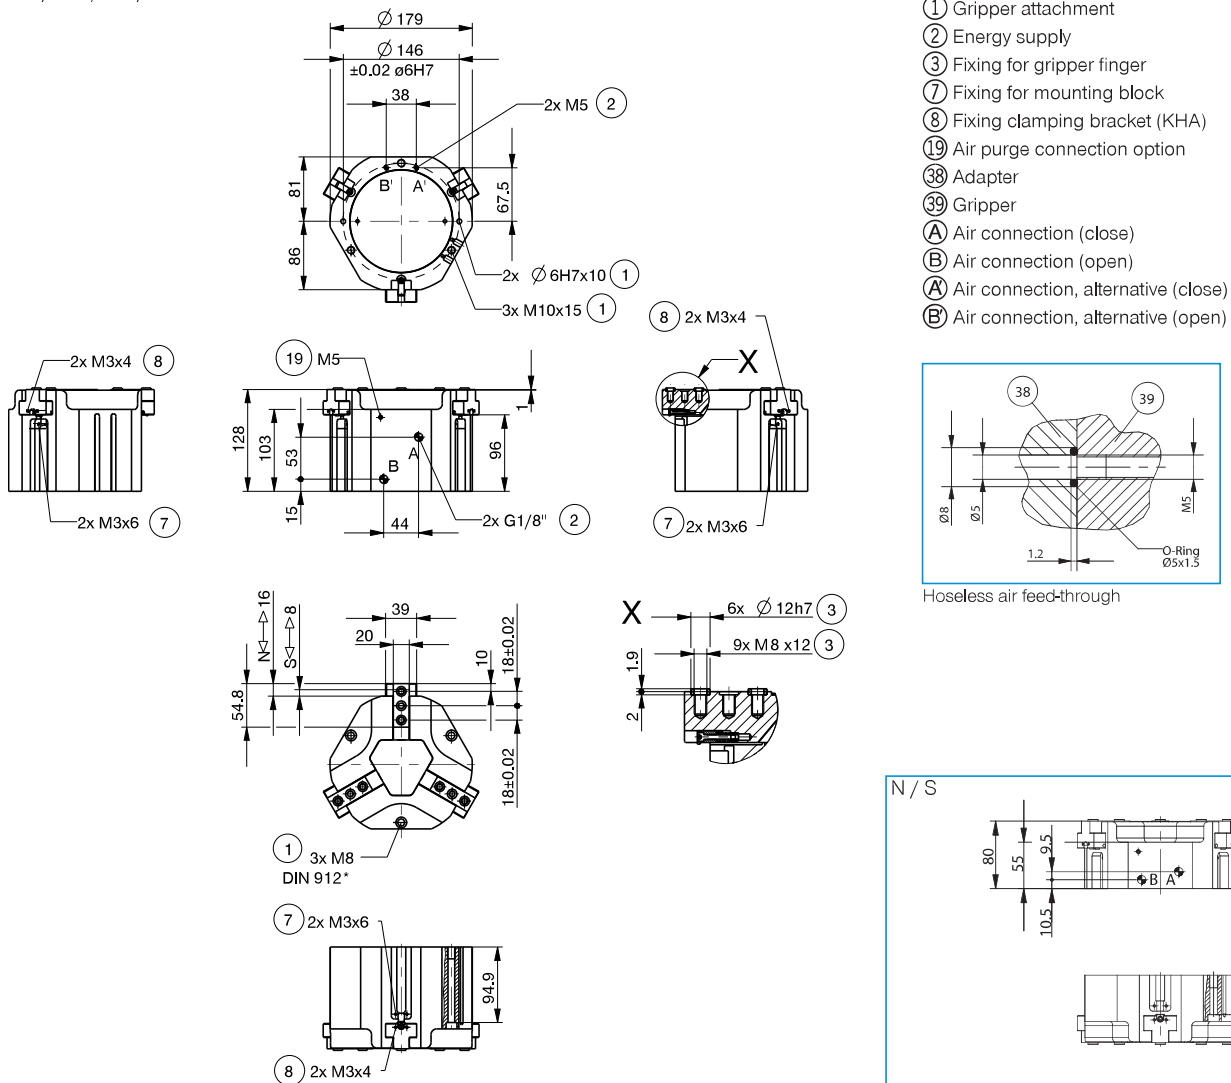 Ø 179
Ø 146
±0.02 ø6H7
38
2x M5 2
B' A'
81
86
67.5
2x Ø 6H7x10 1
3x M10x15 1
1 Gripper attachment
2 Energy supply
3 Fixing for gripper finger
7 Fixing for mounting block
8 Fixing clamping bracket (KHA)
19 Air purge connection option
38 Adapter
39 Gripper
A Air connection (close)
B Air connection (open)
A' Air connection, alternative (close)
B' Air connection, alternative (open)
2x M3x4 8
2x M3x6 7
19 M5
1
128
103
53
15
A
B
96
44
2x G1/8" 2
8 2x M3x4
X
7 2x M3x6
38
39
Ø8
Ø5
M5
1.2
O-Ring
Ø5x1.5
Hoseless air feed-through
N◁—▷16
S◁—▷8
39
20
10
18±0.02
54.8
18±0.02
1 3x M8
DIN 912*
X
6x Ø 12h7 3
9x M8 x12 3
1.9
2
7 2x M3x6
94.9
8 2x M3x4
N / S
80
55
9.5
10.5
B A